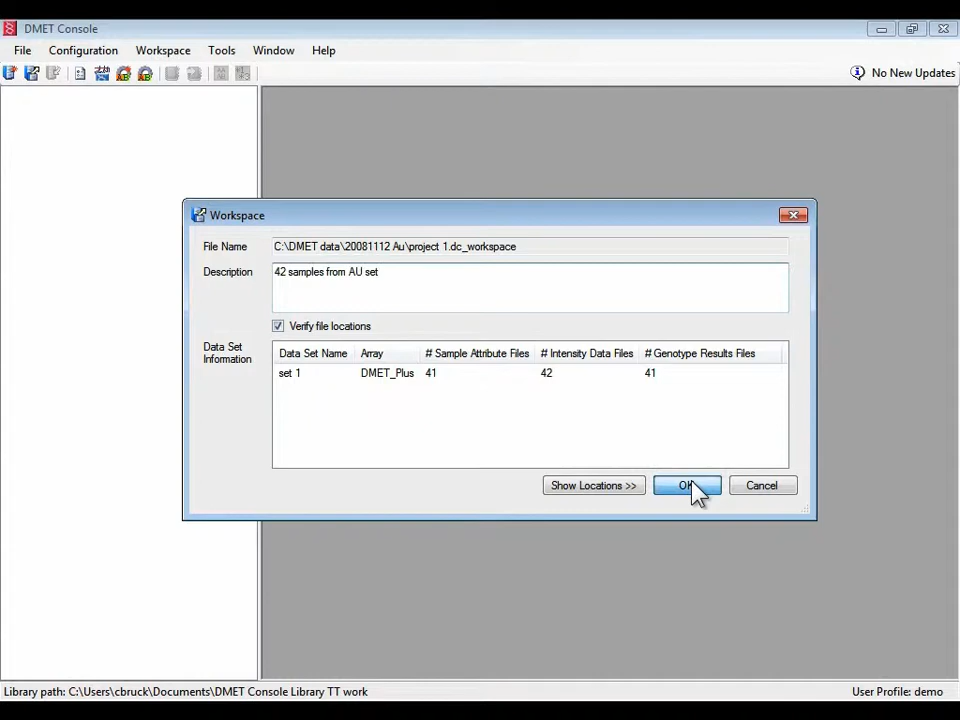 DMET Console
File Configuration Workspace Tools Window Help
No New Updates
Workspace
File Name C:\DMET data\20081112 Au\project 1.dc_workspace
Description 42 samples from AU set
Verify file locations
Data Set Information
Data Set Name Array # Sample Attribute Files # Intensity Data Files # Genotype Results Files
set 1 DMET_Plus 41 42 41
Show Locations >> OK Cancel
Library path: C:\Users\cbruck\Documents\DMET Console Library TT work User Profile: demo